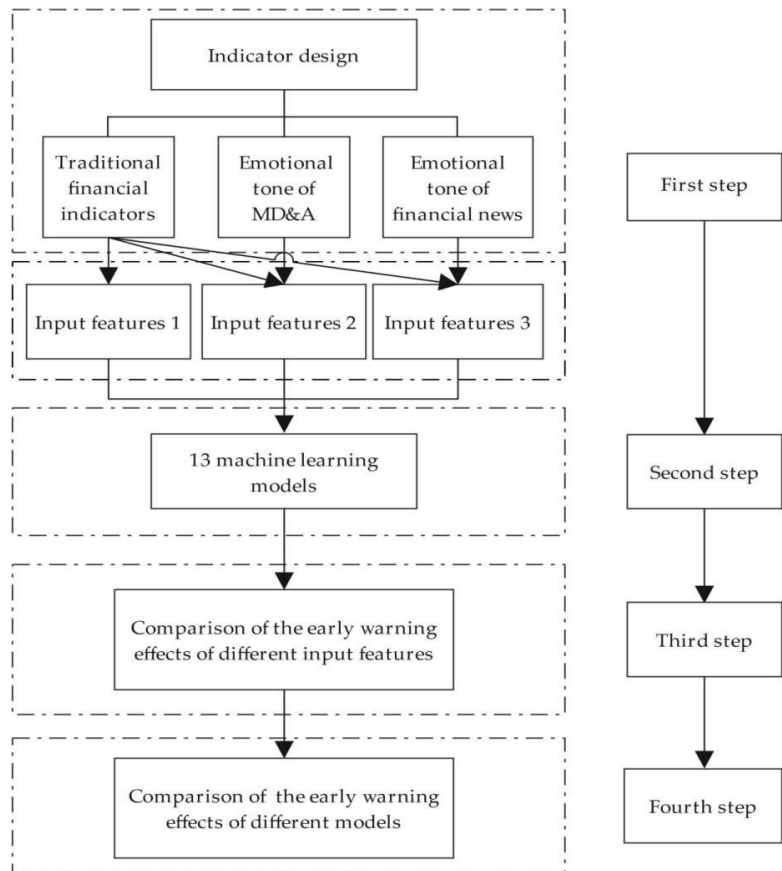 Indicator design
Traditional
financial
indicators
Emotional
tone of
MD&A
Emotional
tone of
financial news
First step
Input features 1
Input features 2
Input features 3
13 machine learning
models
Second step
Comparison of the early warning
effects of different input features
Third step
Comparison of the early warning
effects of different models
Fourth step